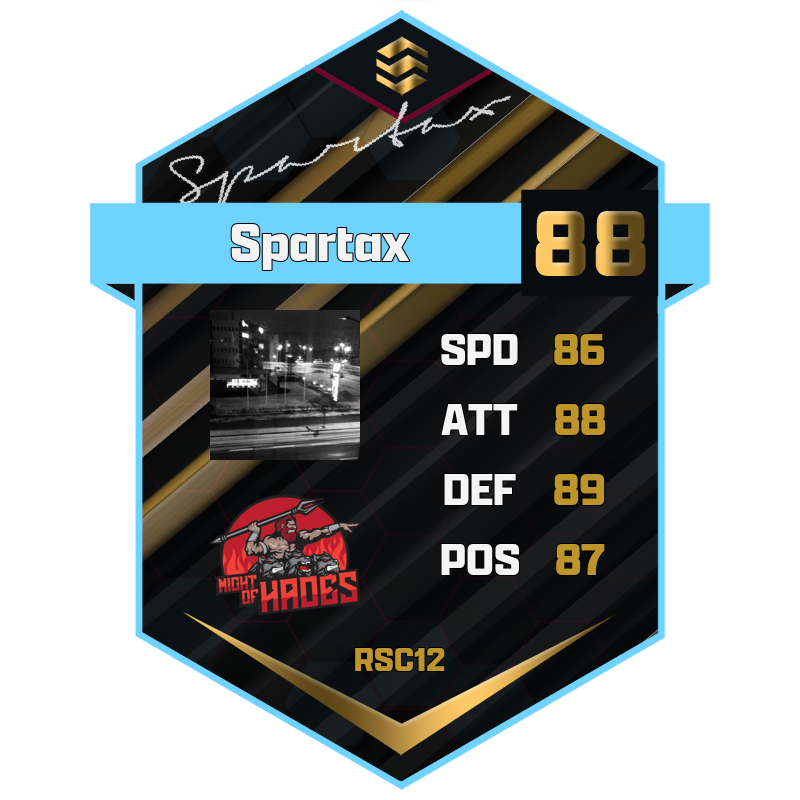 Spartax
Spartax
88
SPD 86
ATT 88
DEF 89
POS 87
MIGHT
OF HADES
RSC12